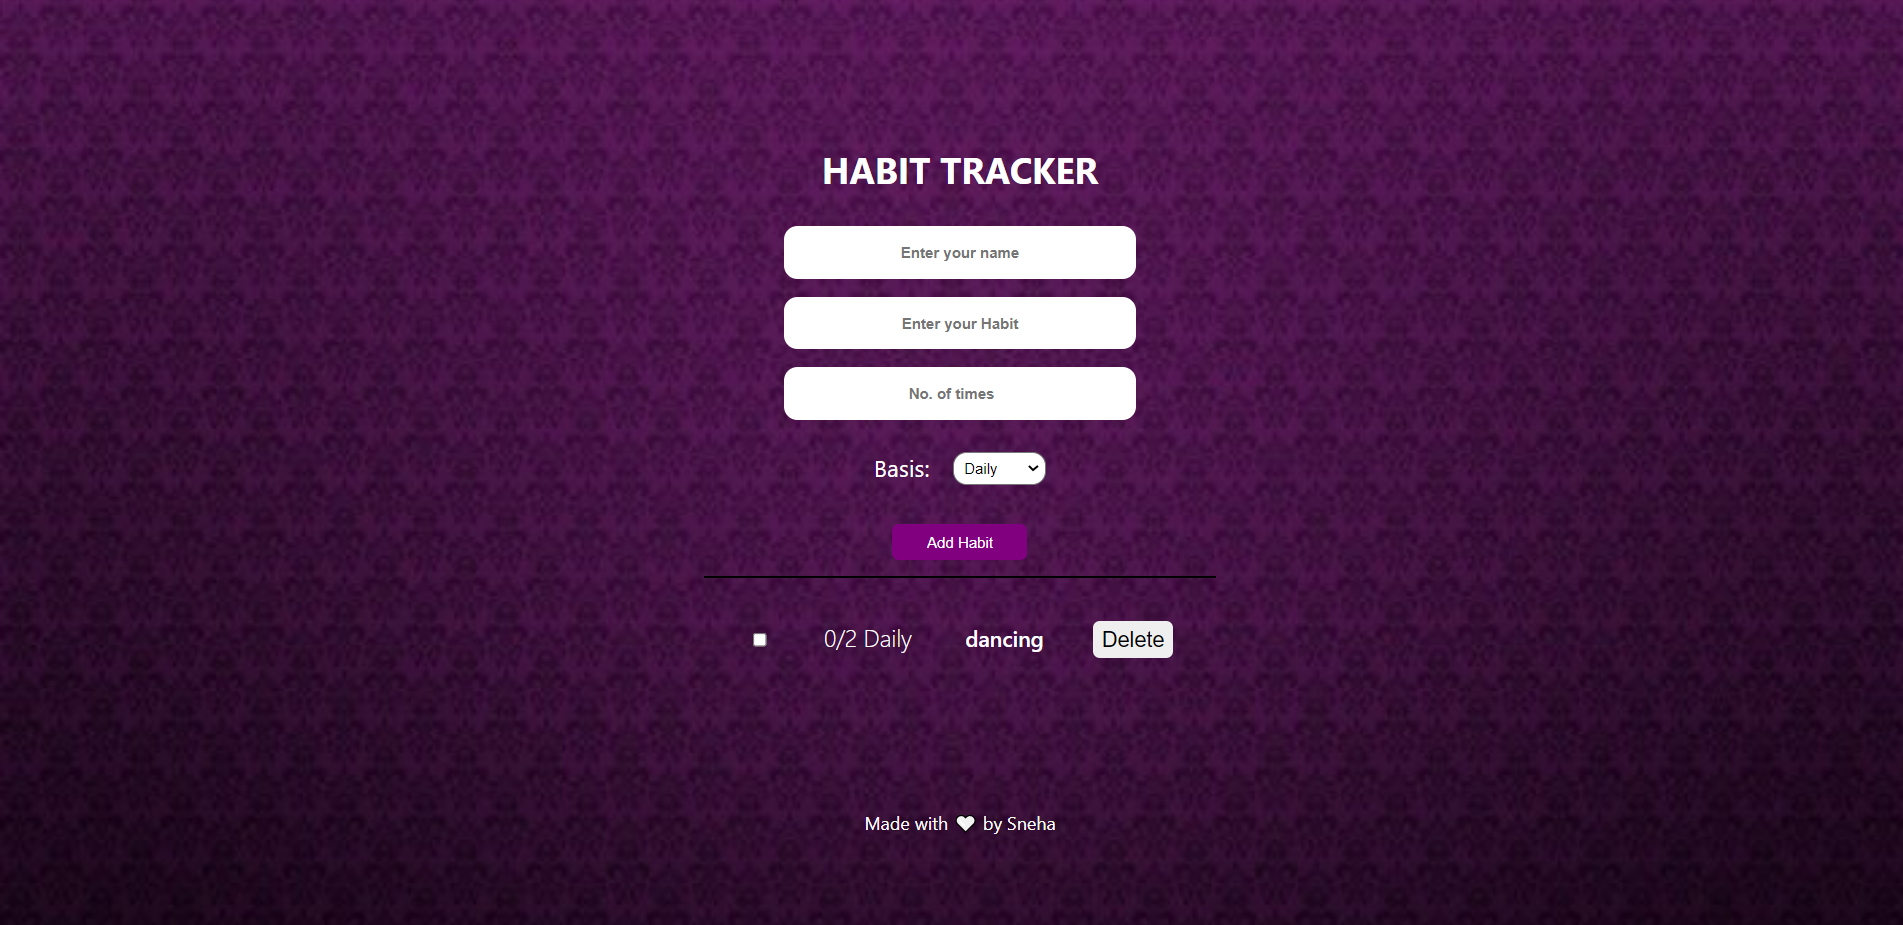 HABIT TRACKER
Enter your name
Enter your Habit
No. of times
Basis: Daily
Add Habit
0/2 Daily dancing Delete
Made with ❤ by Sneha